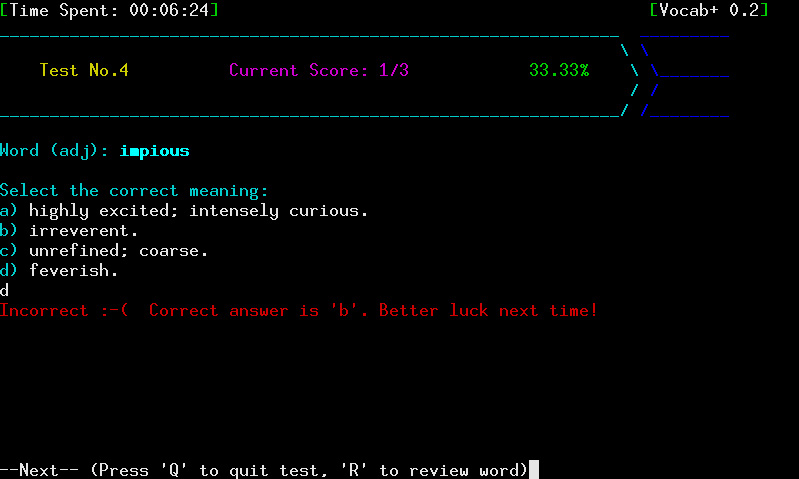 [Time Spent: 00:06:24] [Vocab+ 0.2]
Test No.4 Current Score: 1/3 33.33%
Word (adj): impious
Select the correct meaning:
a) highly excited; intensely curious.
b) irreverent.
c) unrefined; coarse.
d) feverish.
d
Incorrect :-(  Correct answer is 'b'. Better luck next time!
--Next-- (Press 'Q' to quit test, 'R' to review word)